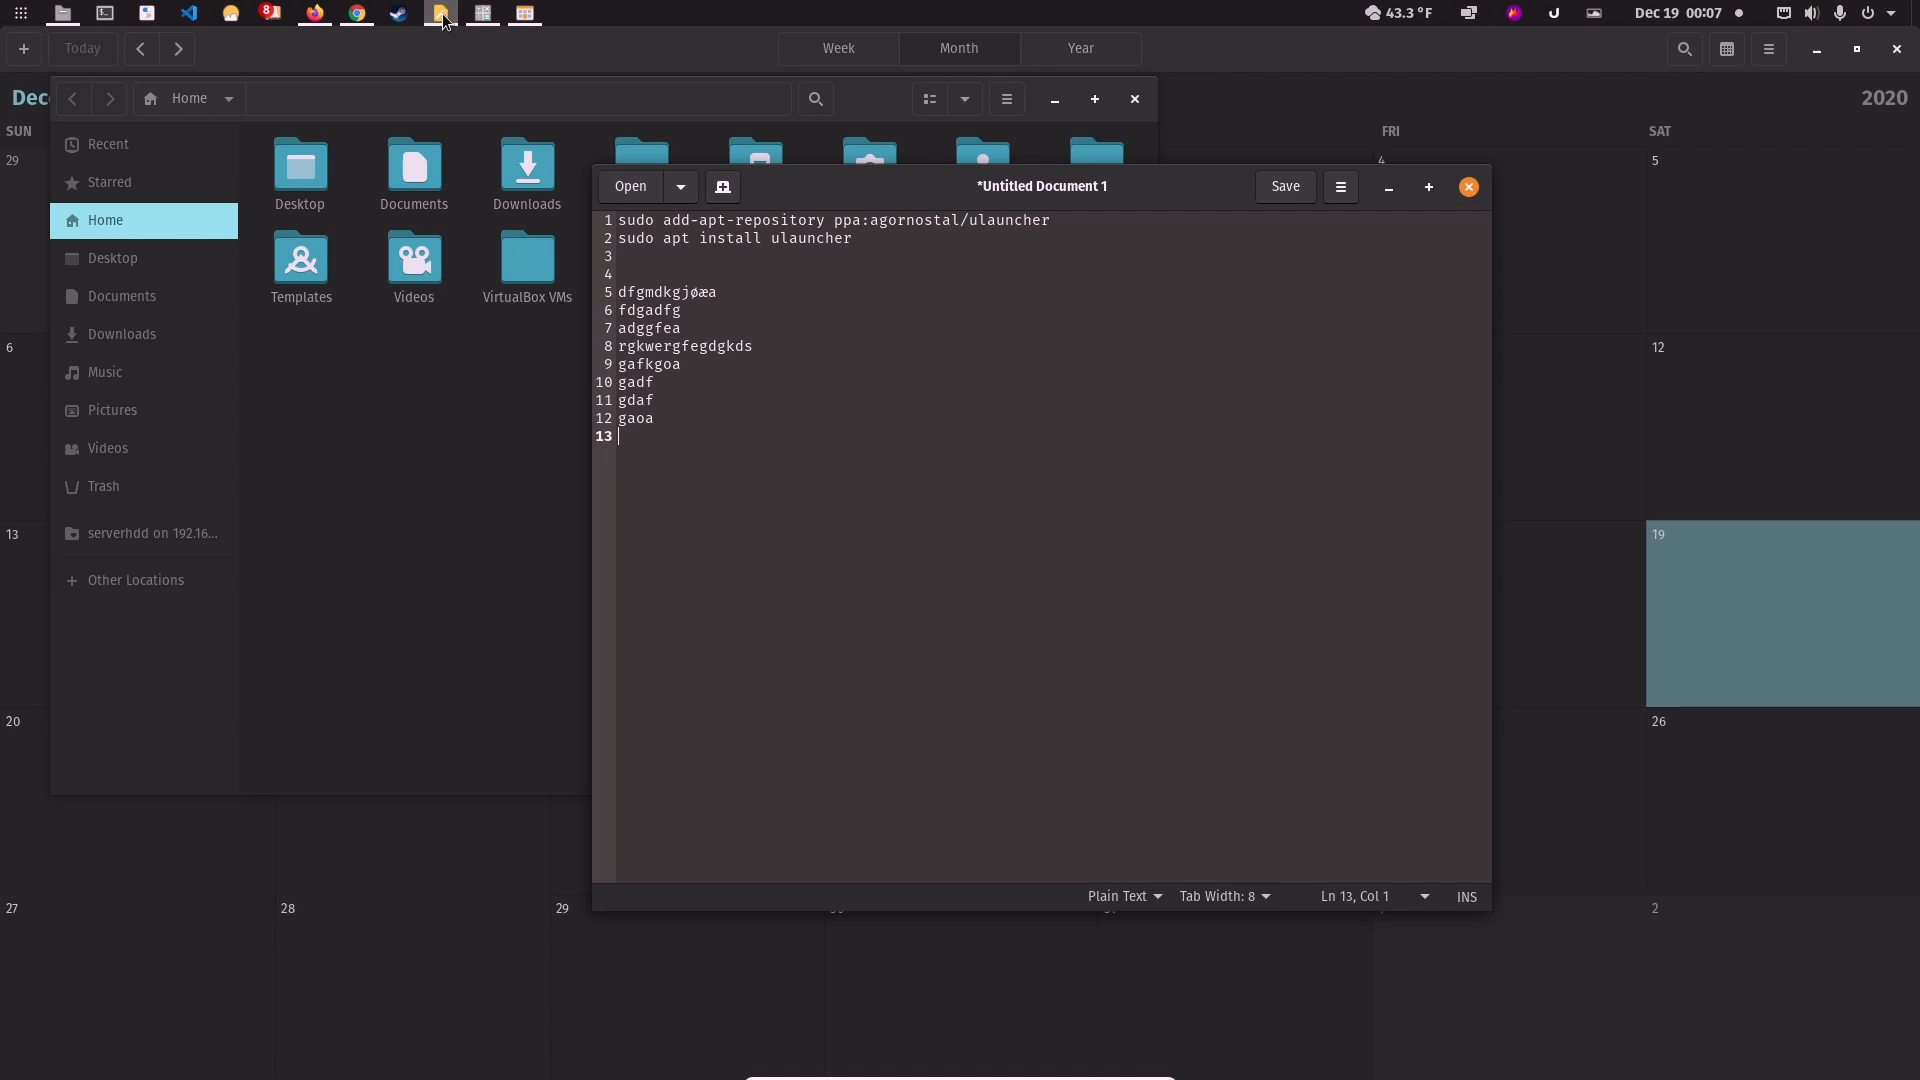 8
43.3 °F
Dec 19 00:07
Today
Week
Month
Year
Dec
2020
SUN
FRI
SAT
29
4
5
6
12
13
19
20
26
27
28
29
2
Home
Recent
Starred
Home
Desktop
Documents
Downloads
Music
Pictures
Videos
Trash
serverhdd on 192.16...
Other Locations
Desktop
Documents
Downloads
Templates
Videos
VirtualBox VMs
Open
*Untitled Document 1
Save
1 sudo add-apt-repository ppa:agornostal/ulauncher
2 sudo apt install ulauncher
3
4
5 dfgmdkgjøæa
6 fdgadfg
7 adggfea
8 rgkwergfegdgkds
9 gafkgoa
10 gadf
11 gdaf
12 gaoa
13
Plain Text
Tab Width: 8
Ln 13, Col 1
INS